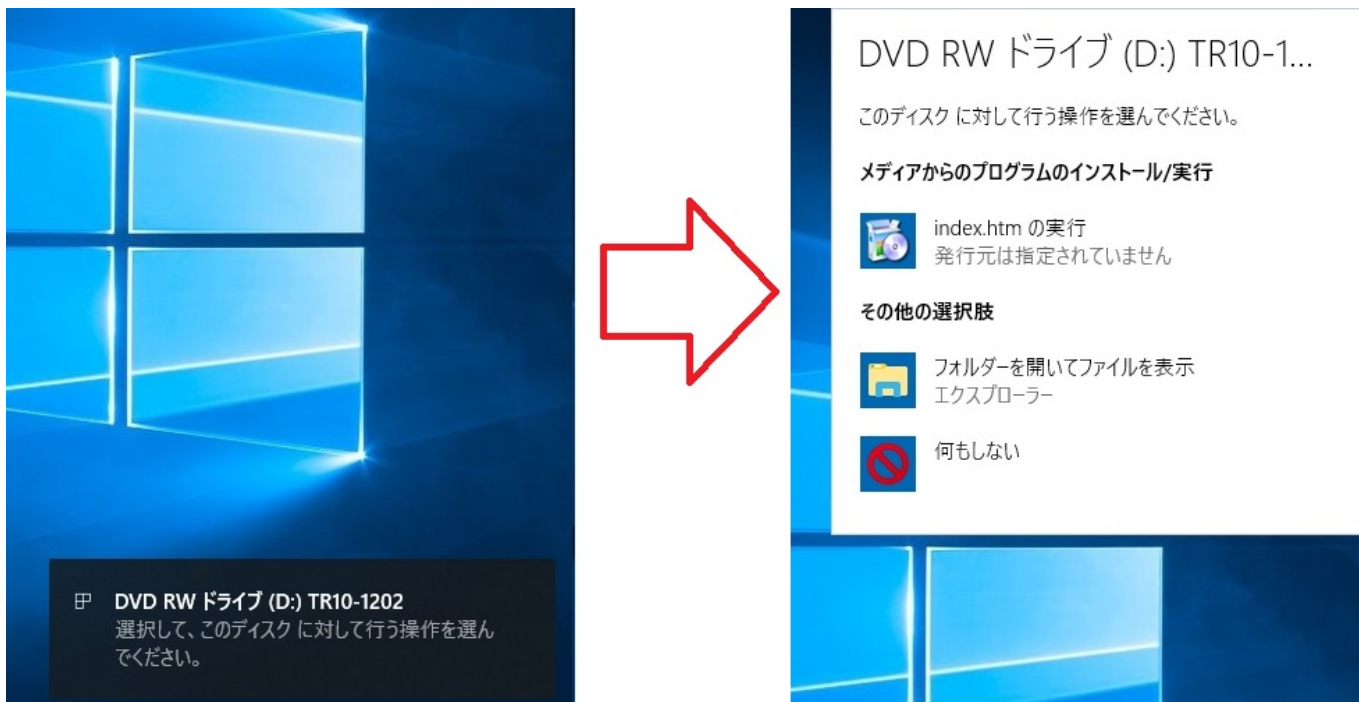 DVD RW ドライブ (D:) TR10-1202
選択して、このディスク に対して行う操作を選ん
でください。
DVD RW ドライブ (D:) TR10-1...
このディスク に対して行う操作を選んでください。
メディアからのプログラムのインストール/実行
index.htm の実行
発行元は指定されていません
その他の選択肢
フォルダーを開いてファイルを表示
エクスプローラー
何もしない